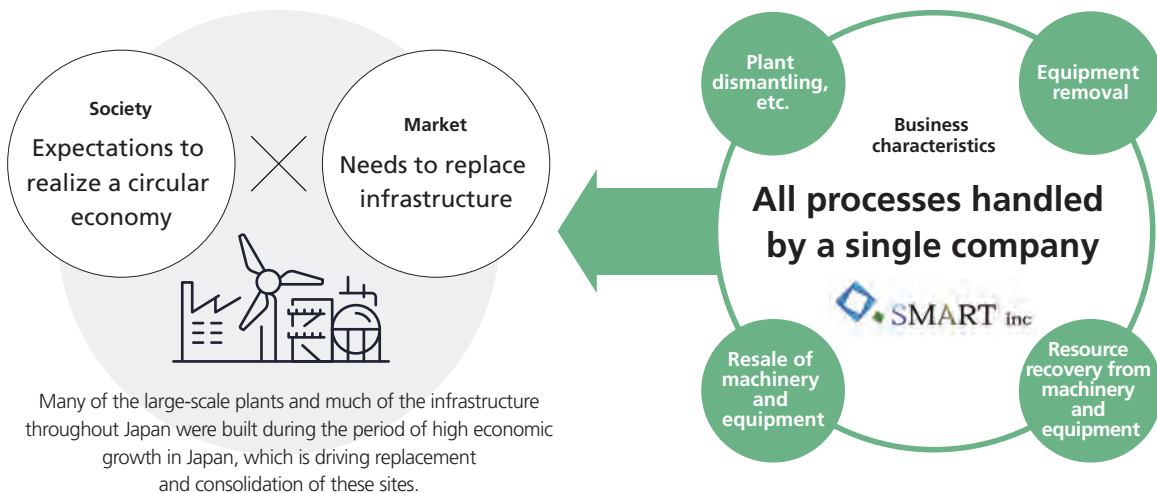 Society
Expectations to
realize a circular
economy
Market
Needs to replace
infrastructure
Many of the large-scale plants and much of the infrastructure
throughout Japan were built during the period of high economic
growth in Japan, which is driving replacement
and consolidation of these sites.
Plant
dismantling,
etc.
Equipment
removal
Business
characteristics
All processes handled
by a single company
SMART inc
Resale of
machinery
and
equipment
Resource
recovery from
machinery
and
equipment